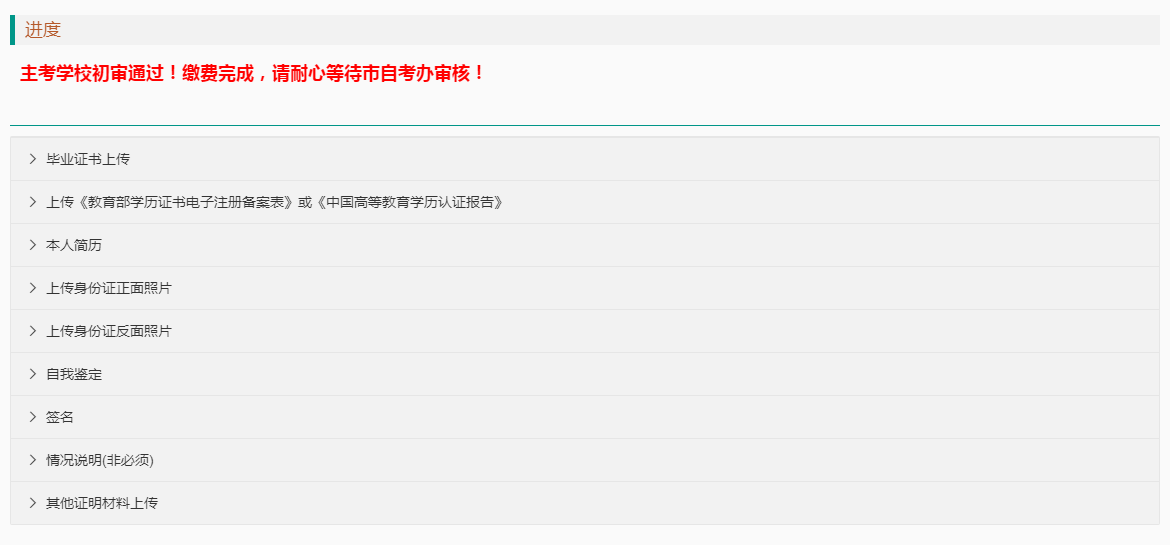 进度
主考学校初审通过！缴费完成，请耐心等待市自考办审核！
毕业证书上传
上传《教育部学历证书电子注册备案表》或《中国高等教育学历认证报告》
本人简历
上传身份证正面照片
上传身份证反面照片
自我鉴定
签名
情况说明(非必须)
其他证明材料上传